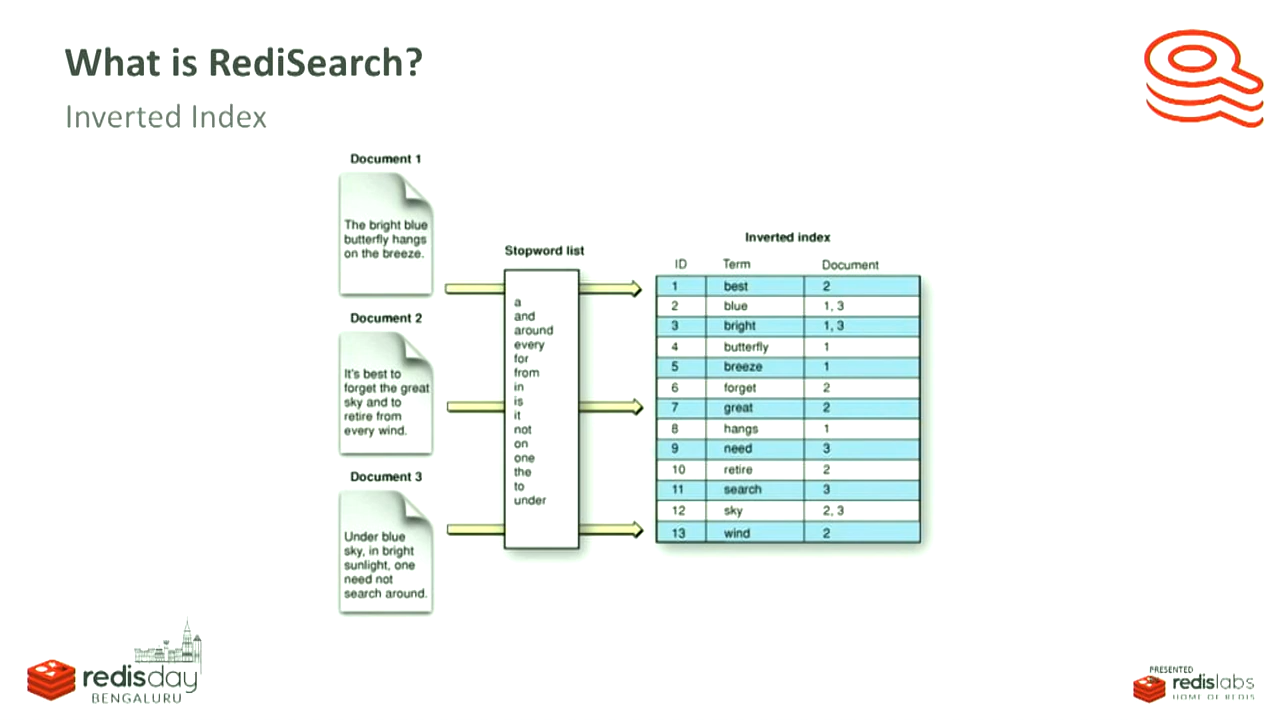 What is RediSearch?
Inverted Index
Document 1
The bright blue
butterfly hangs
on the breeze.
Document 2
It's best to
forget the great
sky and to
retire from
every wind.
Document 3
Under blue
sky, in bright
sunlight, one
need not
search around.
Stopword list
a
and
around
every
for
from
in
is
it
not
on
one
the
to
under
Inverted index
ID Term Document
1 best 2
2 blue 1, 3
3 bright 1, 3
4 butterfly 1
5 breeze 1
6 forget 2
7 great 2
8 hangs 1
9 need 3
10 retire 2
11 search 3
12 sky 2, 3
13 wind 2
redisday
BENGALURU
PRESENTED
redislabs
HOME OF REDIS